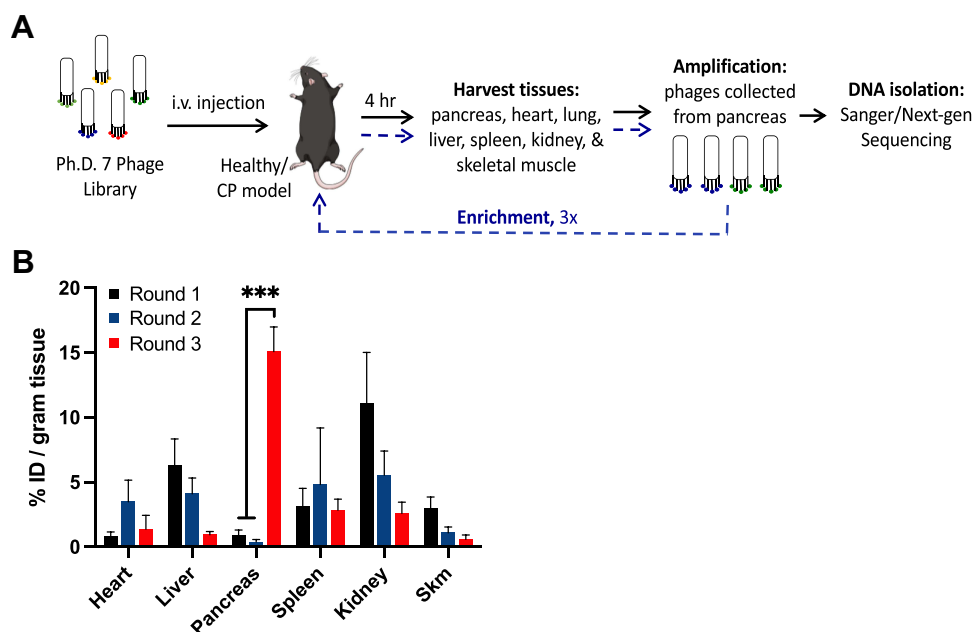 A
Ph.D. 7 Phage
Library
i.v. injection
Healthy/
CP model
4 hr
Harvest tissues:
pancreas, heart, lung,
liver, spleen, kidney, &
skeletal muscle
Amplification:
phages collected
from pancreas
DNA isolation:
Sanger/Next-gen
Sequencing
Enrichment, 3x
B
% ID / gram tissue
20
15
10
5
0
Round 1
Round 2
Round 3
***
Heart
Liver
Pancreas
Spleen
Kidney
Skm